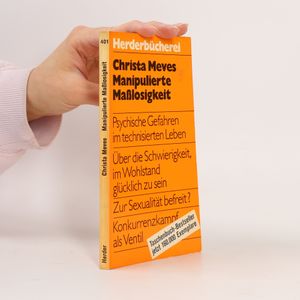 401
Christa Meves Manipulierte Maßlosigkeit
Herder
Herderbücherei
Christa Meves
Manipulierte
Maßlosigkeit
Psychische Gefahren
im technisierten Leben
Über die Schwierigkeit,
im Wohlstand
glücklich zu sein
Zur Sexualität befreit?
Konkurrenzkampf
als Ventil
Taschenbuch-Bestseller
jetzt 160.000 Exemplare